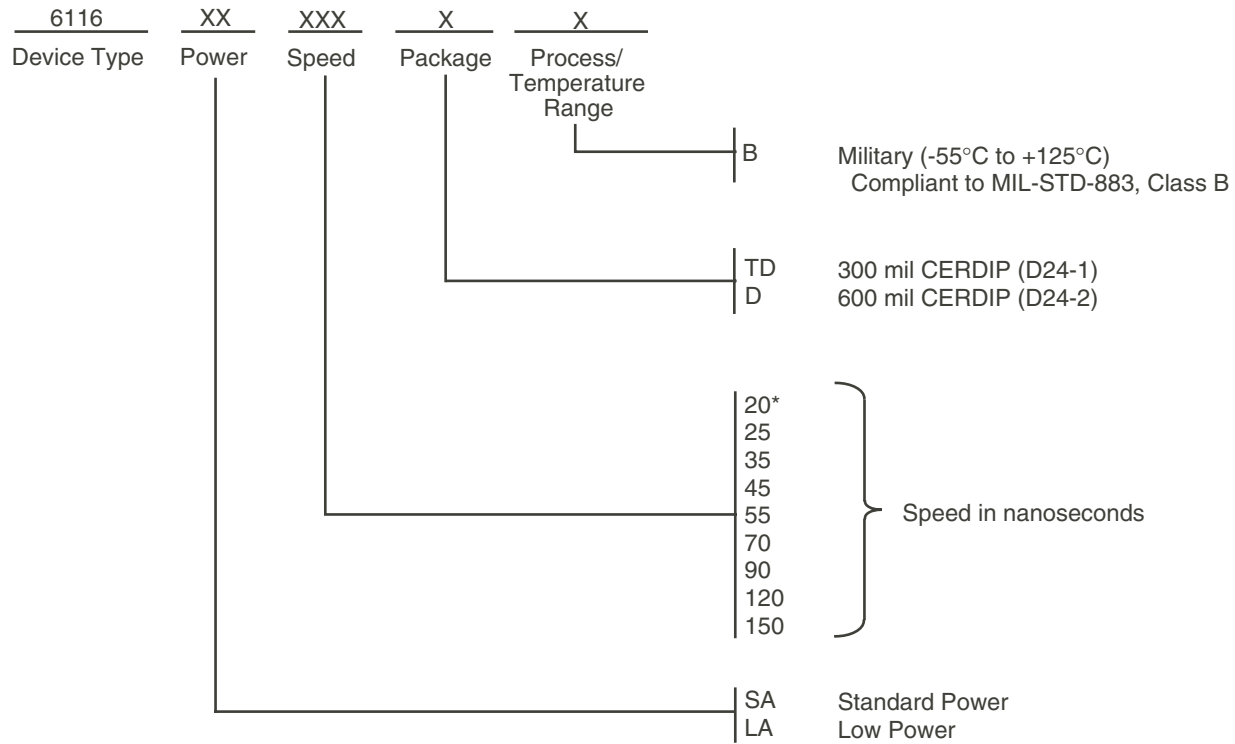 6116 XX XXX X X
Device Type Power Speed Package Process/
Temperature
Range
B Military (-55°C to +125°C)
Compliant to MIL-STD-883, Class B
TD 300 mil CERDIP (D24-1)
D 600 mil CERDIP (D24-2)
20*
25
35
45
55 Speed in nanoseconds
70
90
120
150
SA Standard Power
LA Low Power